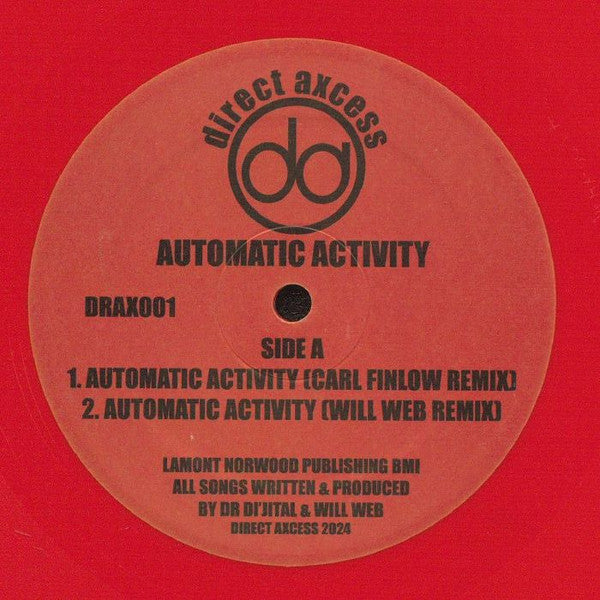 direct axcess
da
AUTOMATIC ACTIVITY
DRAX001
SIDE A
1. AUTOMATIC ACTIVITY (CARL FINLOW REMIX)
2. AUTOMATIC ACTIVITY (WILL WEB REMIX)
LAMONT NORWOOD PUBLISHING BMI
ALL SONGS WRITTEN & PRODUCED
BY DR DI'JITAL & WILL WEB
DIRECT AXCESS 2024